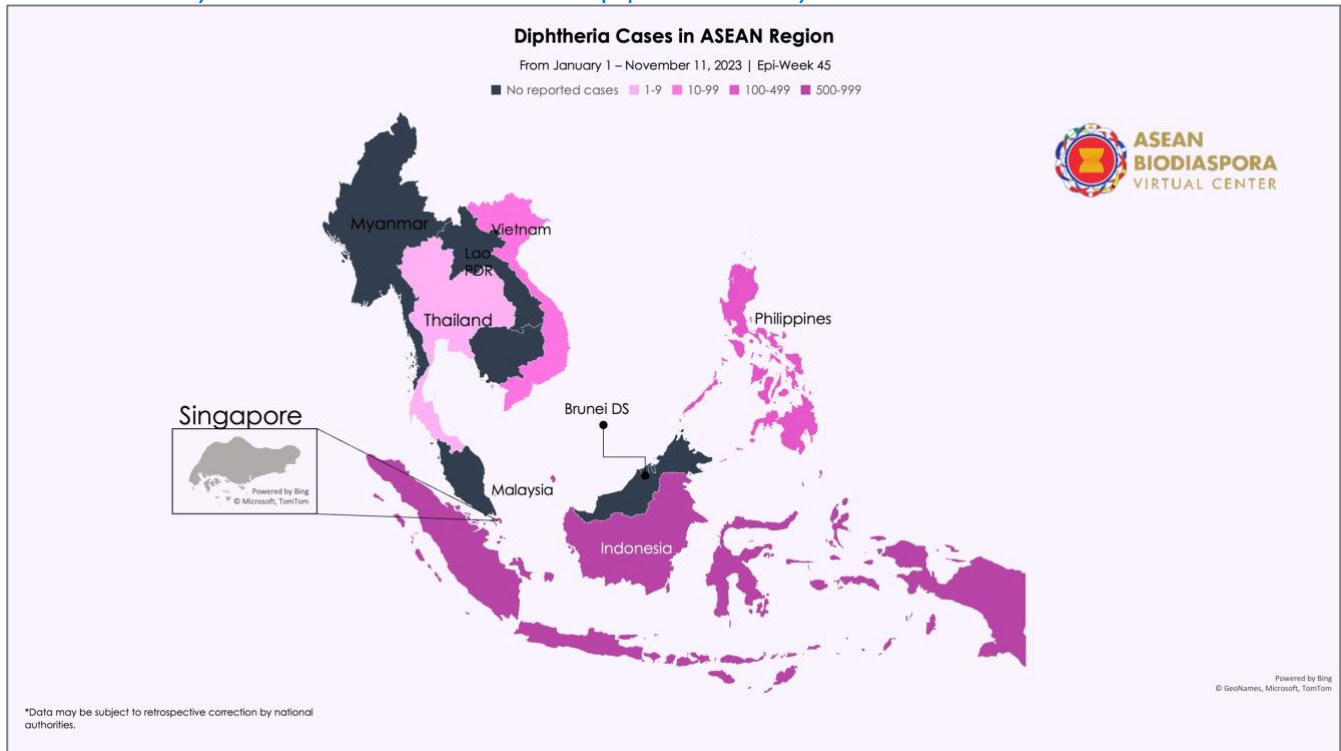 Diphtheria Cases in ASEAN Region
From January 1 – November 11, 2023 | Epi-Week 45
No reported cases 1-9 10-99 100-499 500-999
ASEAN
BIODIASPORA
VIRTUAL CENTER
Myanmar
Vietnam
Lao
PDR
Thailand
Philippines
Brunei DS
Singapore
Powered by Bing
© Microsoft, TomTom
Malaysia
Indonesia
Powered by Bing
© GeoNames, Microsoft, TomTom
*Data may be subject to retrospective correction by national
authorities.